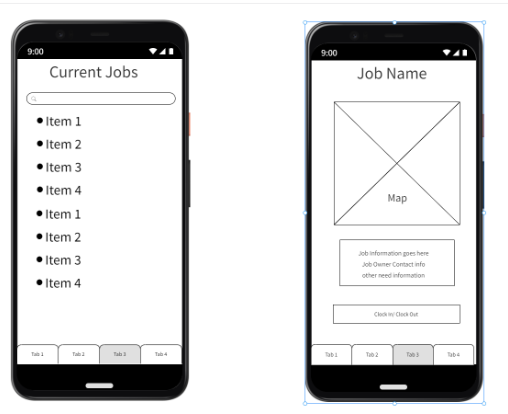 9:00
Current Jobs
Item 1
Item 2
Item 3
Item 4
Item 1
Item 2
Item 3
Item 4
Tab 1 Tab 2 Tab 3 Tab 4
9:00
Job Name
Map
Job Information goes here
Job Owner Contact info
other need information
Clock In/ Clock Out
Tab 1 Tab 2 Tab 3 Tab 4